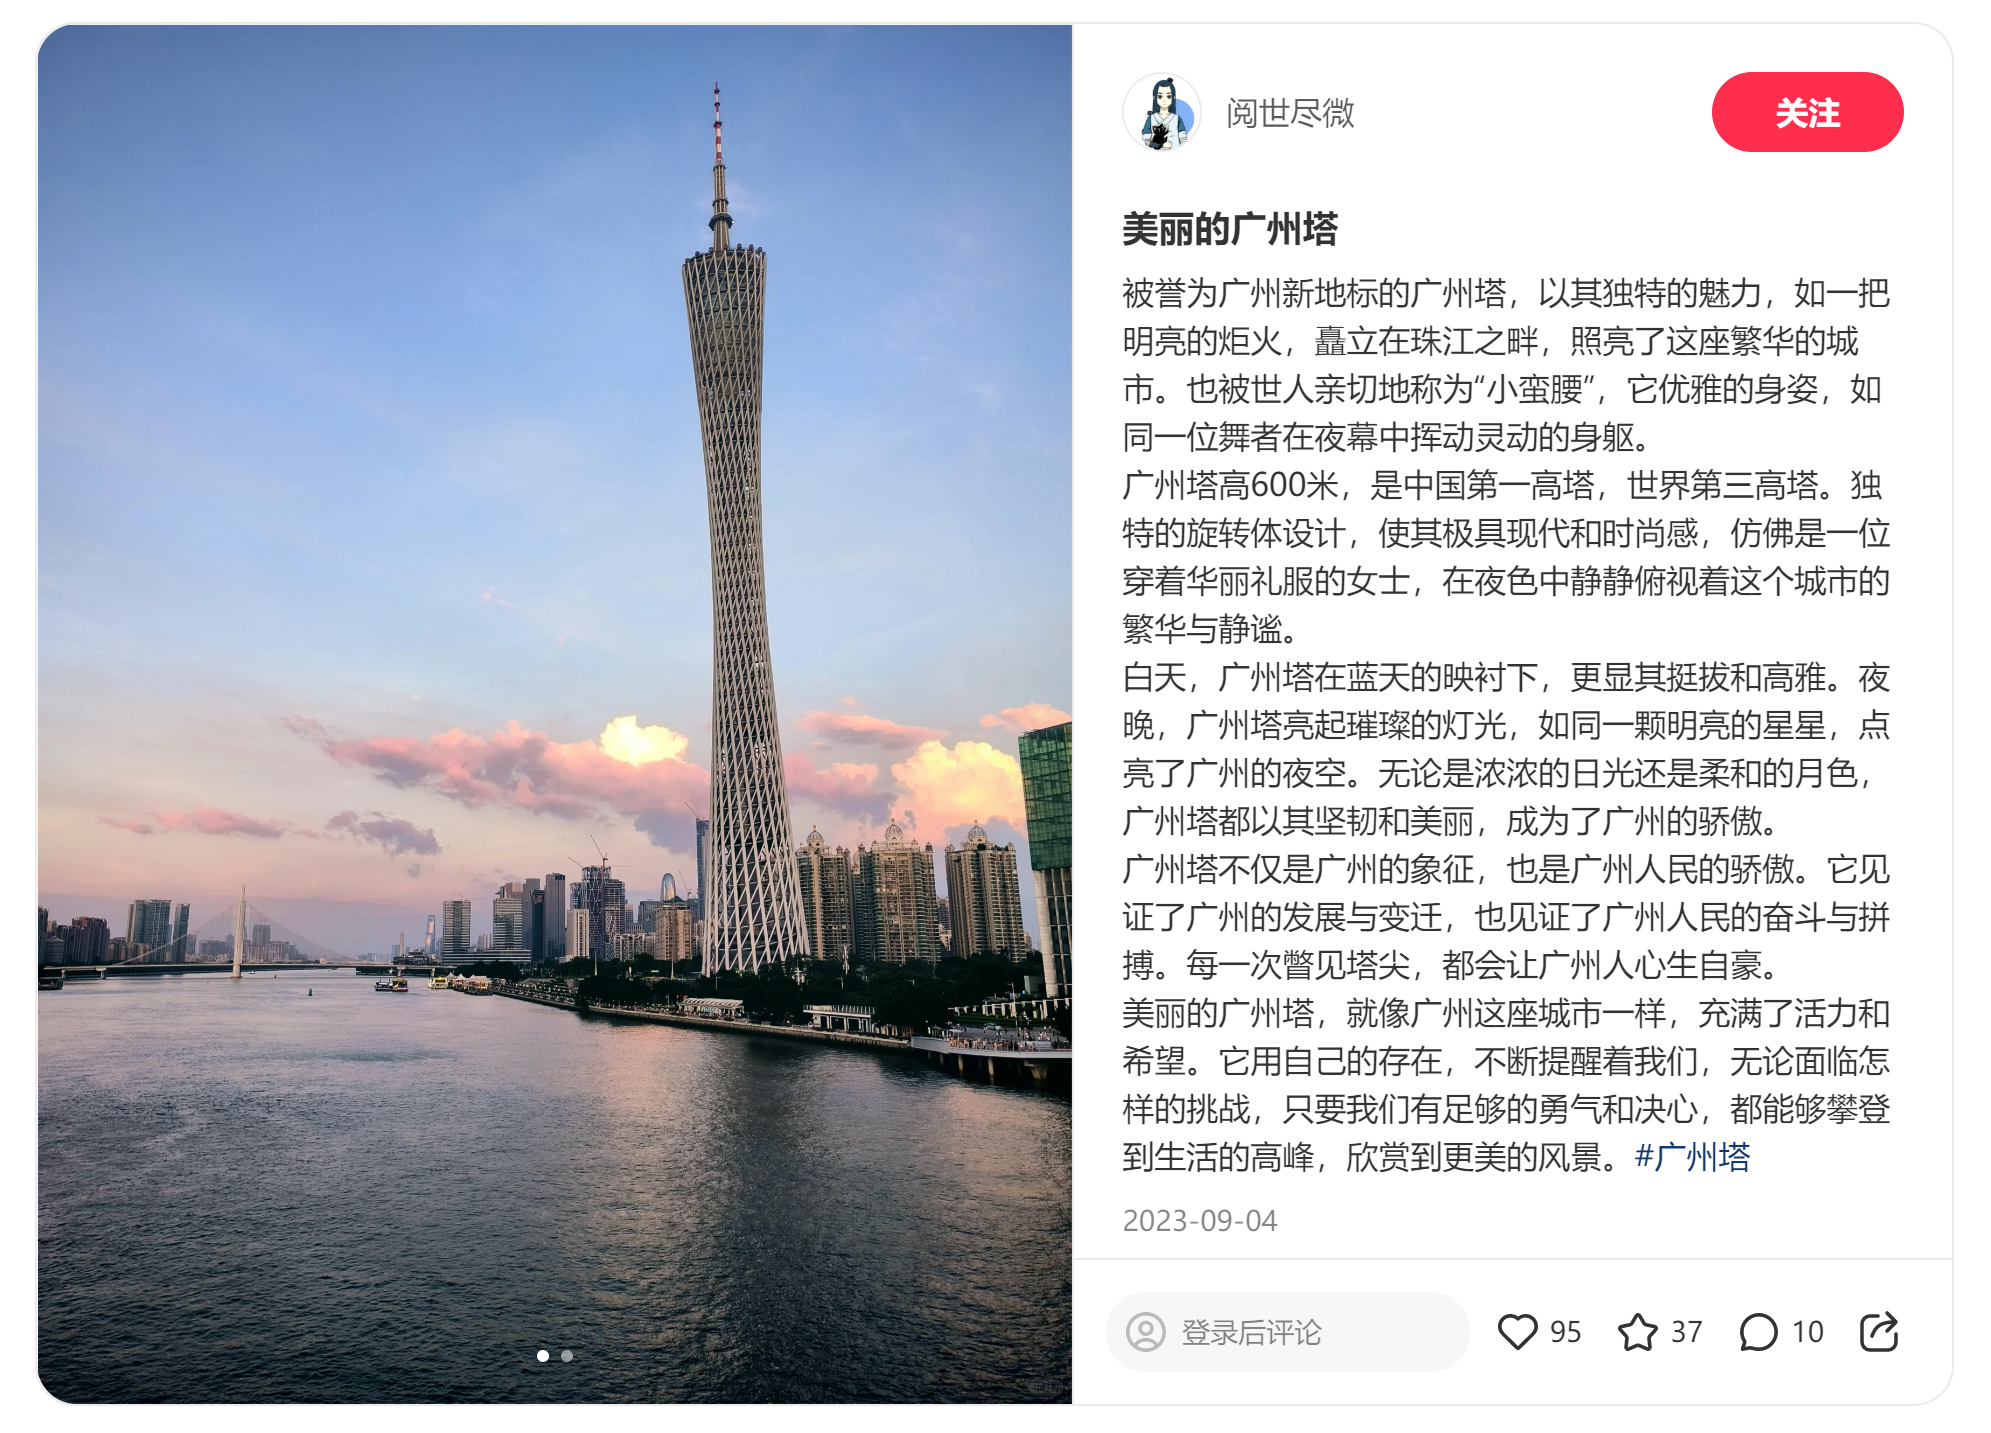 阅世尽微
关注
美丽的广州塔
被誉为广州新地标的广州塔，以其独特的魅力，如一把
明亮的炬火，矗立在珠江之畔，照亮了这座繁华的城
市。也被世人亲切地称为“小蛮腰”，它优雅的身姿，如
同一位舞者在夜幕中挥动灵动的身躯。
广州塔高600米，是中国第一高塔，世界第三高塔。独
特的旋转体设计，使其极具现代和时尚感，仿佛是一位
穿着华丽礼服的女士，在夜色中静静俯视着这个城市的
繁华与静谧。
白天，广州塔在蓝天的映衬下，更显其挺拔和高雅。夜
晚，广州塔亮起璀璨的灯光，如同一颗明亮的星星，点
亮了广州的夜空。无论是浓浓的日光还是柔和的月色，
广州塔都以其坚韧和美丽，成为了广州的骄傲。
广州塔不仅是广州的象征，也是广州人民的骄傲。它见
证了广州的发展与变迁，也见证了广州人民的奋斗与拼
搏。每一次瞥见塔尖，都会让广州人心生自豪。
美丽的广州塔，就像广州这座城市一样，充满了活力和
希望。它用自己的存在，不断提醒着我们，无论面临怎
样的挑战，只要我们有足够的勇气和决心，都能够攀登
到生活的高峰，欣赏到更美的风景。#广州塔
2023-09-04
登录后评论 95 37 10